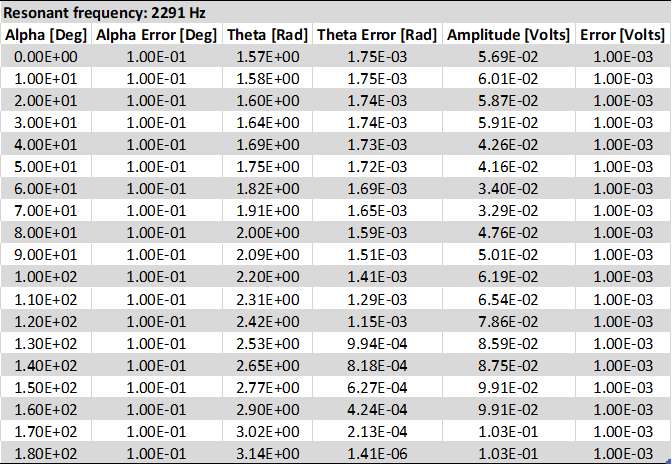 Resonant frequency: 2291 Hz
Alpha [Deg] Alpha Error [Deg] Theta [Rad] Theta Error [Rad] Amplitude [Volts] Error [Volts]
0.00E+00 1.00E-01 1.57E+00 1.75E-03 5.69E-02 1.00E-03
1.00E+01 1.00E-01 1.58E+00 1.75E-03 6.01E-02 1.00E-03
2.00E+01 1.00E-01 1.60E+00 1.74E-03 5.87E-02 1.00E-03
3.00E+01 1.00E-01 1.64E+00 1.74E-03 5.91E-02 1.00E-03
4.00E+01 1.00E-01 1.69E+00 1.73E-03 4.26E-02 1.00E-03
5.00E+01 1.00E-01 1.75E+00 1.72E-03 4.16E-02 1.00E-03
6.00E+01 1.00E-01 1.82E+00 1.69E-03 3.40E-02 1.00E-03
7.00E+01 1.00E-01 1.91E+00 1.65E-03 3.29E-02 1.00E-03
8.00E+01 1.00E-01 2.00E+00 1.59E-03 4.76E-02 1.00E-03
9.00E+01 1.00E-01 2.09E+00 1.51E-03 5.01E-02 1.00E-03
1.00E+02 1.00E-01 2.20E+00 1.41E-03 6.19E-02 1.00E-03
1.10E+02 1.00E-01 2.31E+00 1.29E-03 6.54E-02 1.00E-03
1.20E+02 1.00E-01 2.42E+00 1.15E-03 7.86E-02 1.00E-03
1.30E+02 1.00E-01 2.53E+00 9.94E-04 8.59E-02 1.00E-03
1.40E+02 1.00E-01 2.65E+00 8.18E-04 8.75E-02 1.00E-03
1.50E+02 1.00E-01 2.77E+00 6.27E-04 9.91E-02 1.00E-03
1.60E+02 1.00E-01 2.90E+00 4.24E-04 9.91E-02 1.00E-03
1.70E+02 1.00E-01 3.02E+00 2.13E-04 1.03E-01 1.00E-03
1.80E+02 1.00E-01 3.14E+00 1.41E-06 1.03E-01 1.00E-03